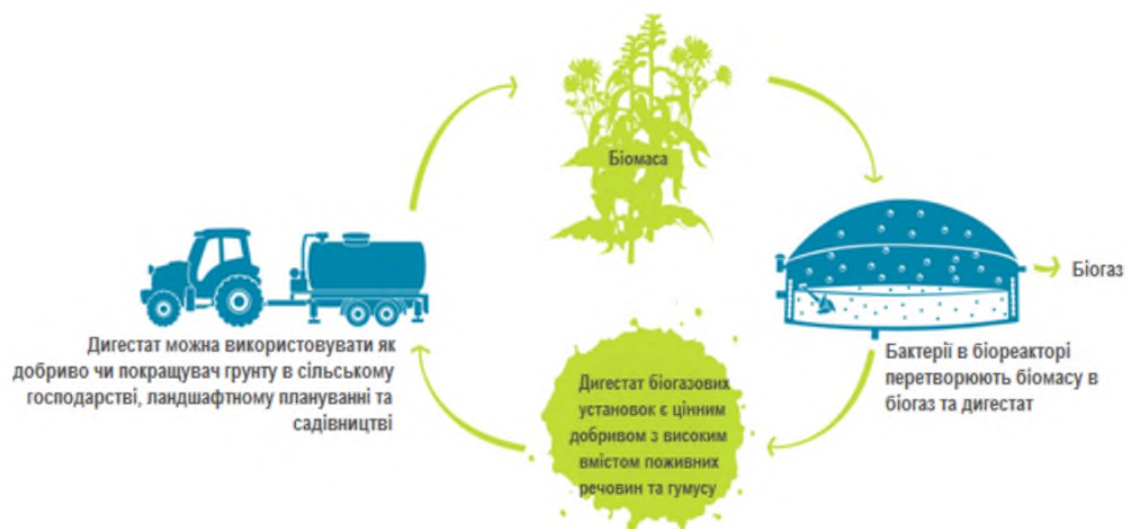 Біомаса
Біогаз
Бактерії в біореакторі
перетворюють біомасу в
біогаз та дигестат
Дигестат біогазових
установок є цінним
добривом з високим
вмістом поживних
речовин та гумусу
Дигестат можна використовувати як
добриво чи покращувач грунту в сільському
господарстві, ландшафтному плануванні та
садівництві